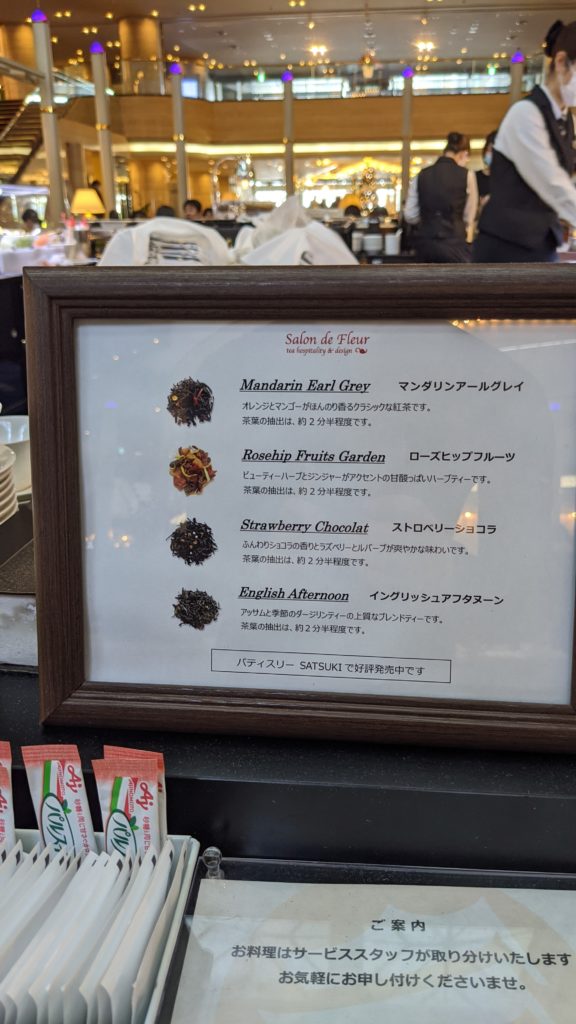 Salon de Fleur
tea hospitality & design
Mandarin Earl Grey マンダリンアールグレイ
オレンジとマンゴーがほんのり香るクラシックな紅茶です。
茶葉の抽出は、約2分半程度です。
Rosehip Fruits Garden ローズヒップフルーツ
ビューティーハーブとジンジャーがアクセントの甘酸っぱいハーブティーです。
茶葉の抽出は、約2分半程度です。
Strawberry Chocolat ストロベリーショコラ
ふんわりショコラの香りとラズベリーとルバーブが爽やかな味わいです。
茶葉の抽出は、約2分半程度です。
English Afternoon イングリッシュアフタヌーン
アッサムと季節のダージリンティーの上質なブレンドティーです。
茶葉の抽出は、約2分半程度です。
パティスリー SATSUKIで好評発売中です
パルス
ご案内
お料理はサービススタッフが取り分けいたします
お気軽にお申し付けくださいませ。